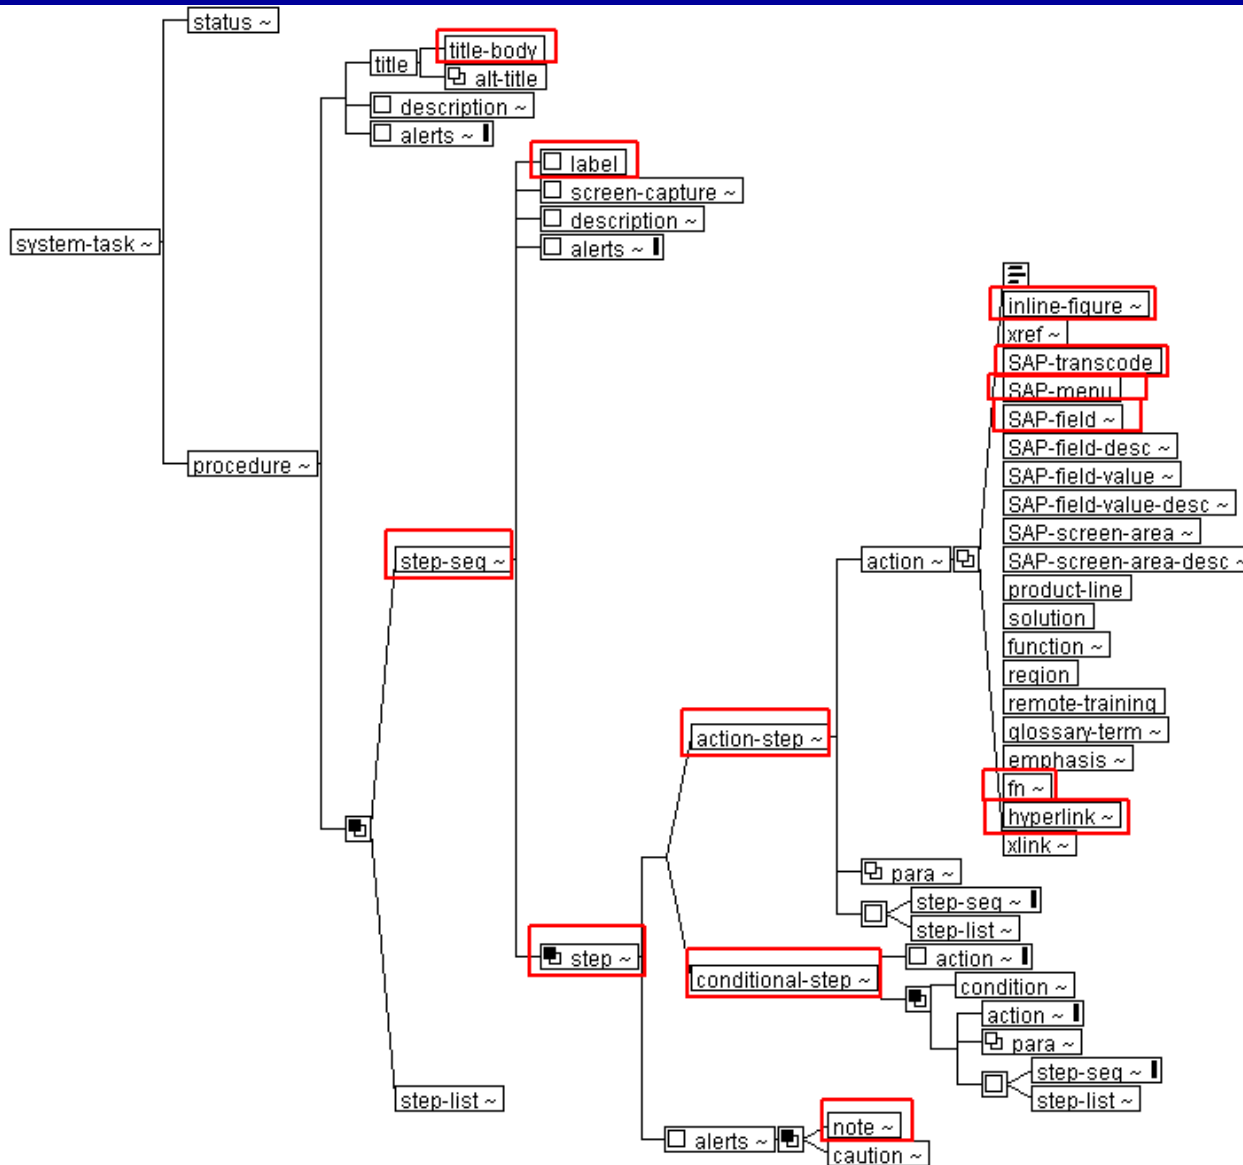 status ~
title-body
title
alt-title
description ~
alerts ~
label
screen-capture ~
description ~
alerts ~
system-task ~
inline-figure ~
xref ~
SAP-transcode
SAP-menu
SAP-field ~
SAP-field-desc ~
procedure ~
SAP-field-value ~
SAP-field-value-desc ~
SAP-screen-area ~
step-seq ~
action ~
SAP-screen-area-desc ~
product-line
solution
function ~
region
remote-training
action-step ~
glossary-term ~
emphasis ~
fn ~
hyperlink ~
xlink ~
para ~
step-seq ~
step-list ~
step ~
action ~
conditional-step ~
condition ~
action ~
para ~
step-seq ~
step-list ~
step-list ~
note ~
alerts ~
caution ~